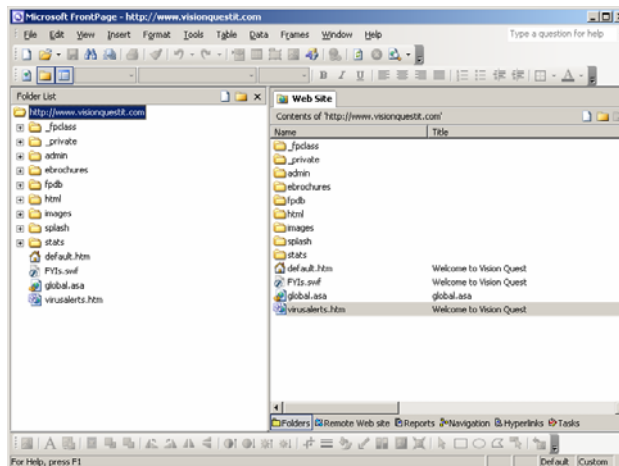 Microsoft FrontPage - http://www.visionquestit.com
File Edit View Insert Format Tools Table Data Frames Window Help
Type a question for help
Folder List
http://www.visionquestit.com
_fpclass
_private
admin
ebrochures
fpdb
html
images
splash
stats
default.htm
FYIs.swf
global.asa
virusalerts.htm
Web Site
Contents of 'http://www.visionquestit.com'
Name Title
_fpclass
_private
admin
ebrochures
fpdb
html
images
splash
stats
default.htm Welcome to Vision Quest
FYIs.swf Welcome to Vision Quest
global.asa global.asa
virusalerts.htm Welcome to Vision Quest
Folders Remote Web site Reports Navigation Hyperlinks Tasks
For Help, press F1
Default Custom